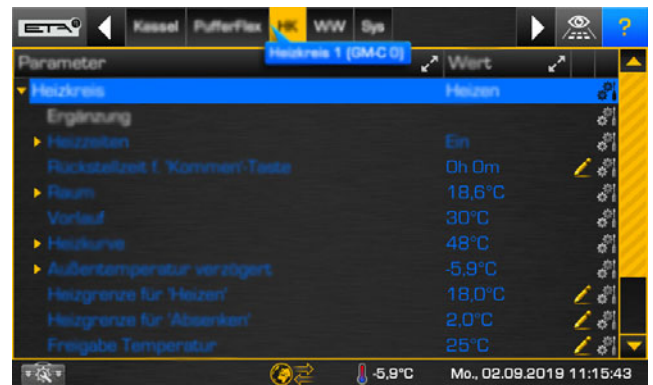 ETA Kessel PufferFlex HK WW Sys ?
Heizkreis 1 (GM-C 0)
Parameter Wert
Heizkreis Heizen
Ergänzung
Heizzeiten Ein
Rückstellzeit f. 'Kommen'-Taste 0h 0m
Raum 18,6°C
Vorlauf 30°C
Heizkurve 48°C
Außentemperatur verzögert -5,9°C
Heizgrenze für 'Heizen' 18,0°C
Heizgrenze für 'Absenken' 2,0°C
Freigabe Temperatur 25°C
-5,9°C Mo., 02.09.2019 11:15:43